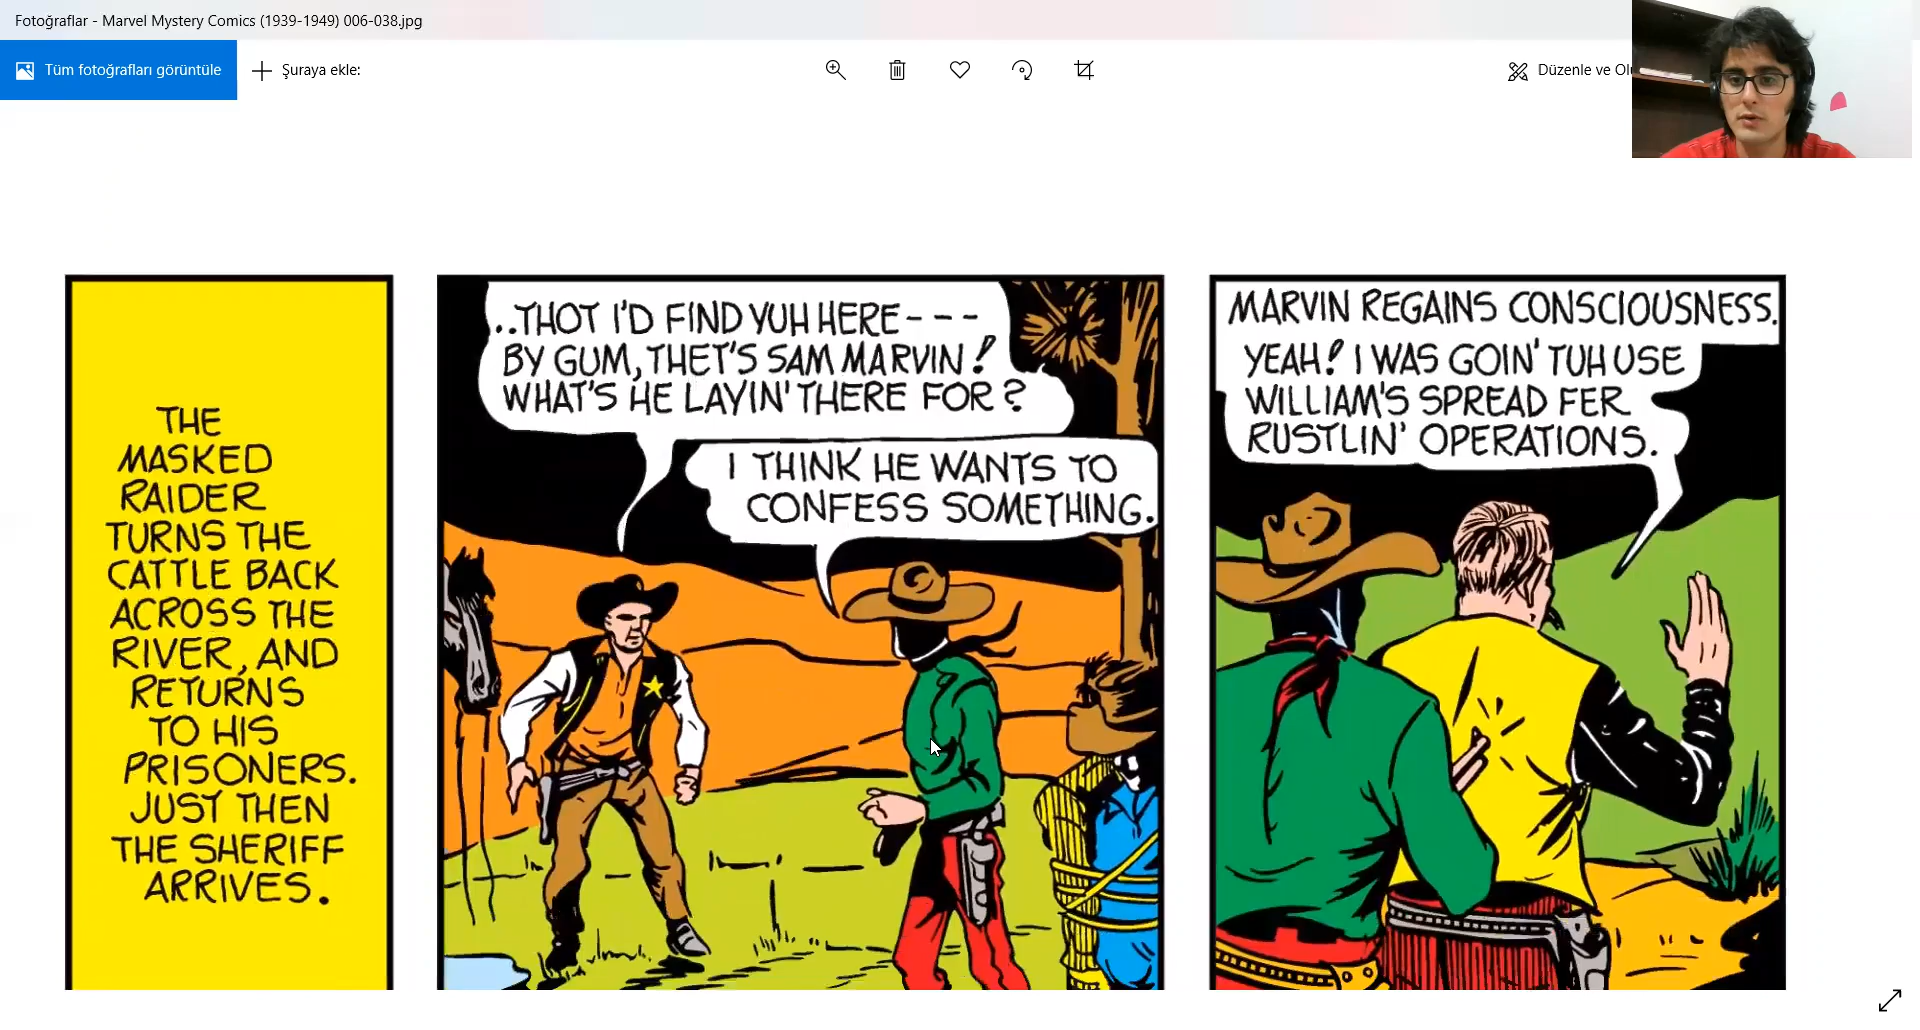 Fotoğraflar - Marvel Mystery Comics (1939-1949) 006-038.jpg
Tüm fotoğrafları görüntüle
Şuraya ekle:
Düzenle ve Olu
THE
MASKED
RAIDER
TURNS THE
CATTLE BACK
ACROSS THE
RIVER, AND
RETURNS
TO HIS
PRISONERS.
JUST THEN
THE SHERIFF
ARRIVES.
..THOT I'D FIND YUH HERE---
BY GUM, THET'S SAM MARVIN!
WHAT'S HE LAYIN' THERE FOR?
I THINK HE WANTS TO
CONFESS SOMETHING.
MARVIN REGAINS CONSCIOUSNESS.
YEAH! I WAS GOIN' TUH USE
WILLIAM'S SPREAD FER
RUSTLIN' OPERATIONS.